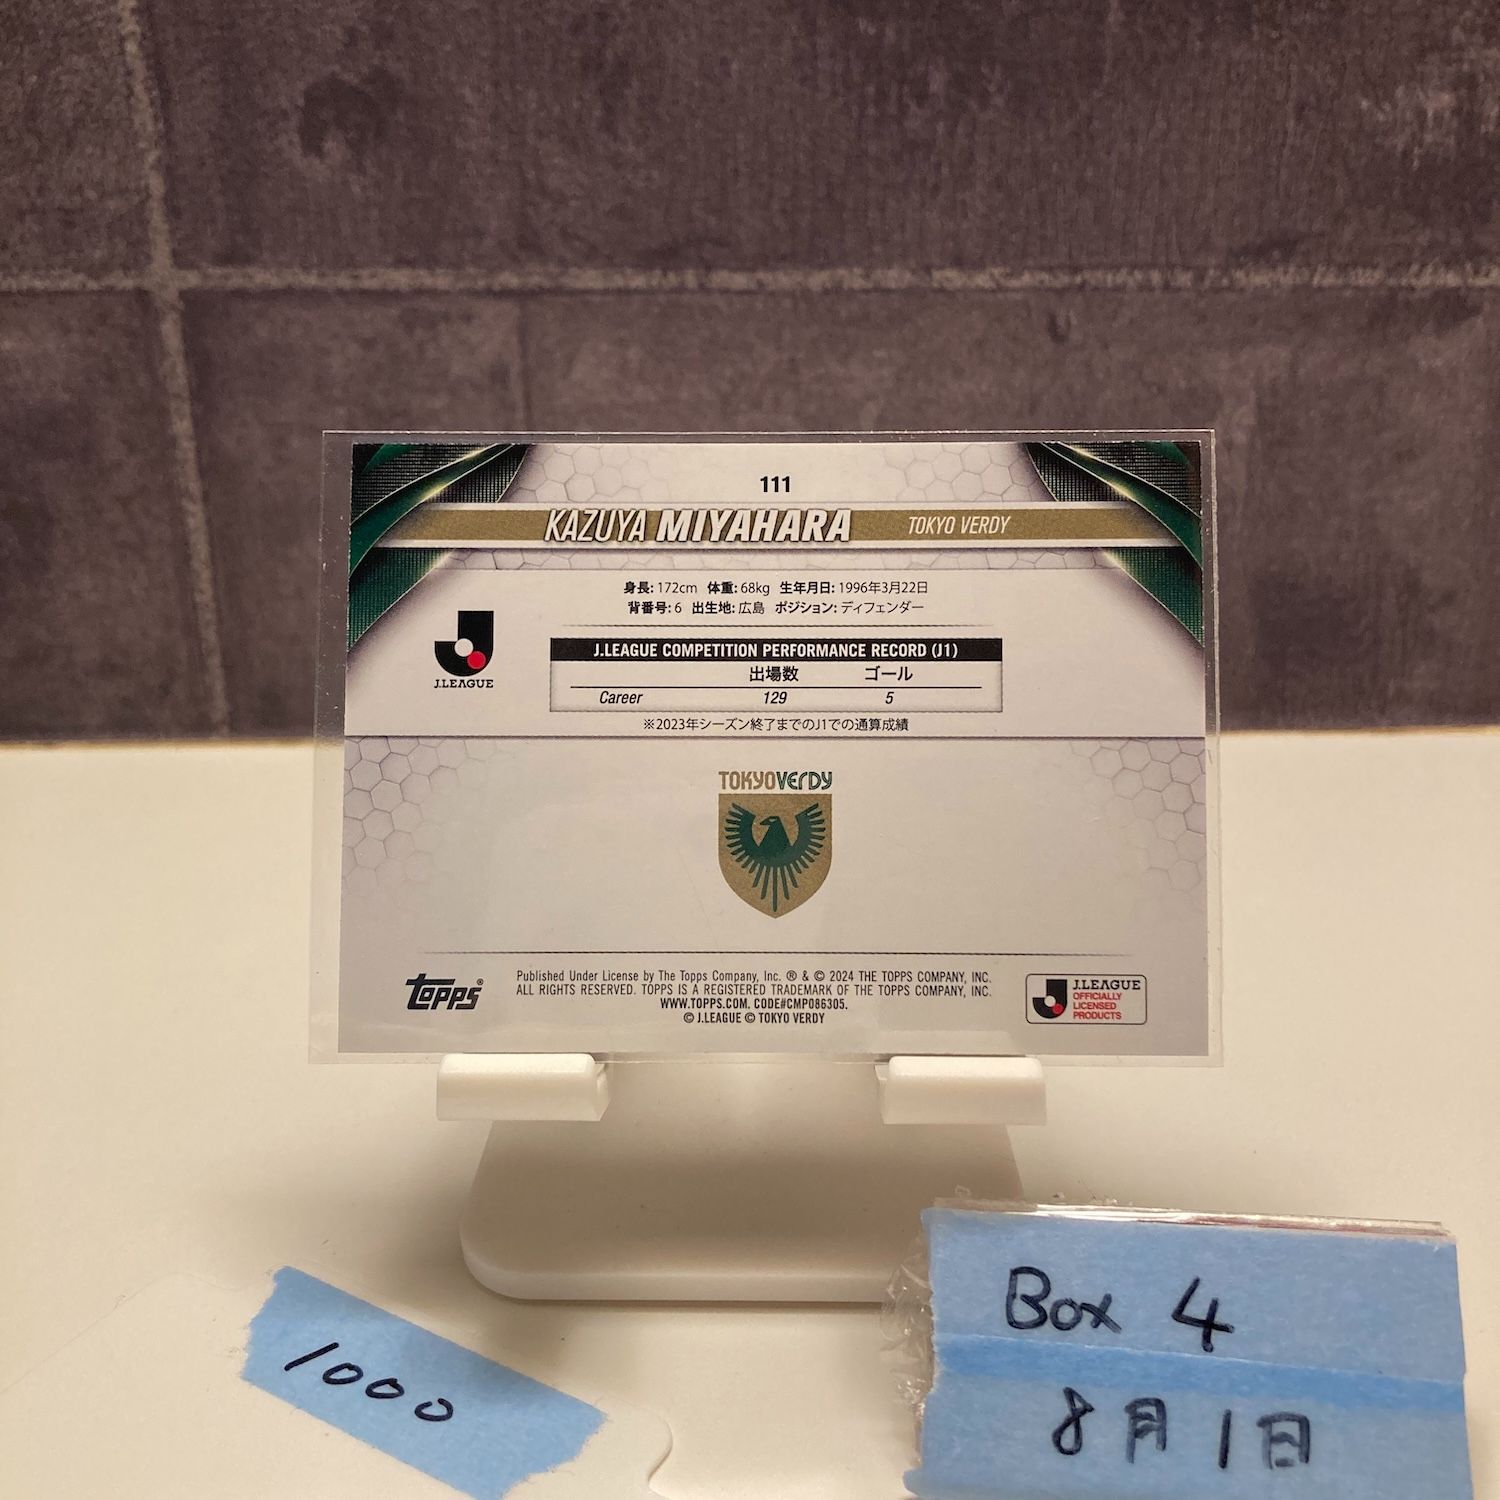 111
KAZUYA MIYAHARA TOKYO VERDY
身長: 172cm 体重: 68kg 生年月日: 1996年3月22日
背番号: 6 出生地: 広島 ポジション: ディフェンダー
J.LEAGUE
J.LEAGUE COMPETITION PERFORMANCE RECORD (J1)
出場数 ゴール
Career 129 5
※2023年シーズン終了までのJ1での通算成績
TOKYO VERDY
TOPPS®
Published Under License by The Topps Company, Inc. ® & © 2024 THE TOPPS COMPANY, INC.
ALL RIGHTS RESERVED. TOPPS IS A REGISTERED TRADEMARK OF THE TOPPS COMPANY, INC.
WWW.TOPPS.COM. CODE#CMP086305.
© J.LEAGUE © TOKYO VERDY
J.LEAGUE
OFFICIALLY
LICENSED
PRODUCTS
1000
Box 4
8月1日